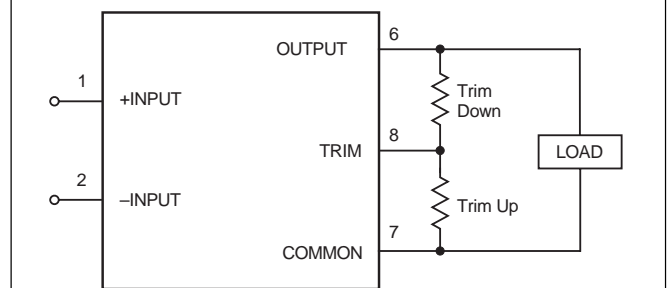 6
OUTPUT
1
+INPUT
Trim
Down
8
TRIM
LOAD
2
–INPUT
Trim Up
7
COMMON